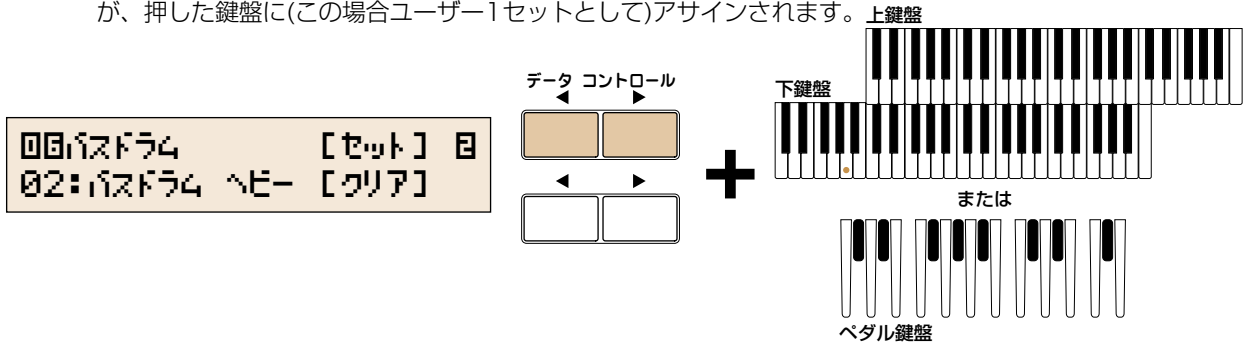 が、押した鍵盤に(この場合ユーザー1セットとして)アサインされます。
上鍵盤
データ コントロール
下鍵盤
バスドラム [セット] 2
02:バスドラム ヘビー [クリア]
または
ペダル鍵盤